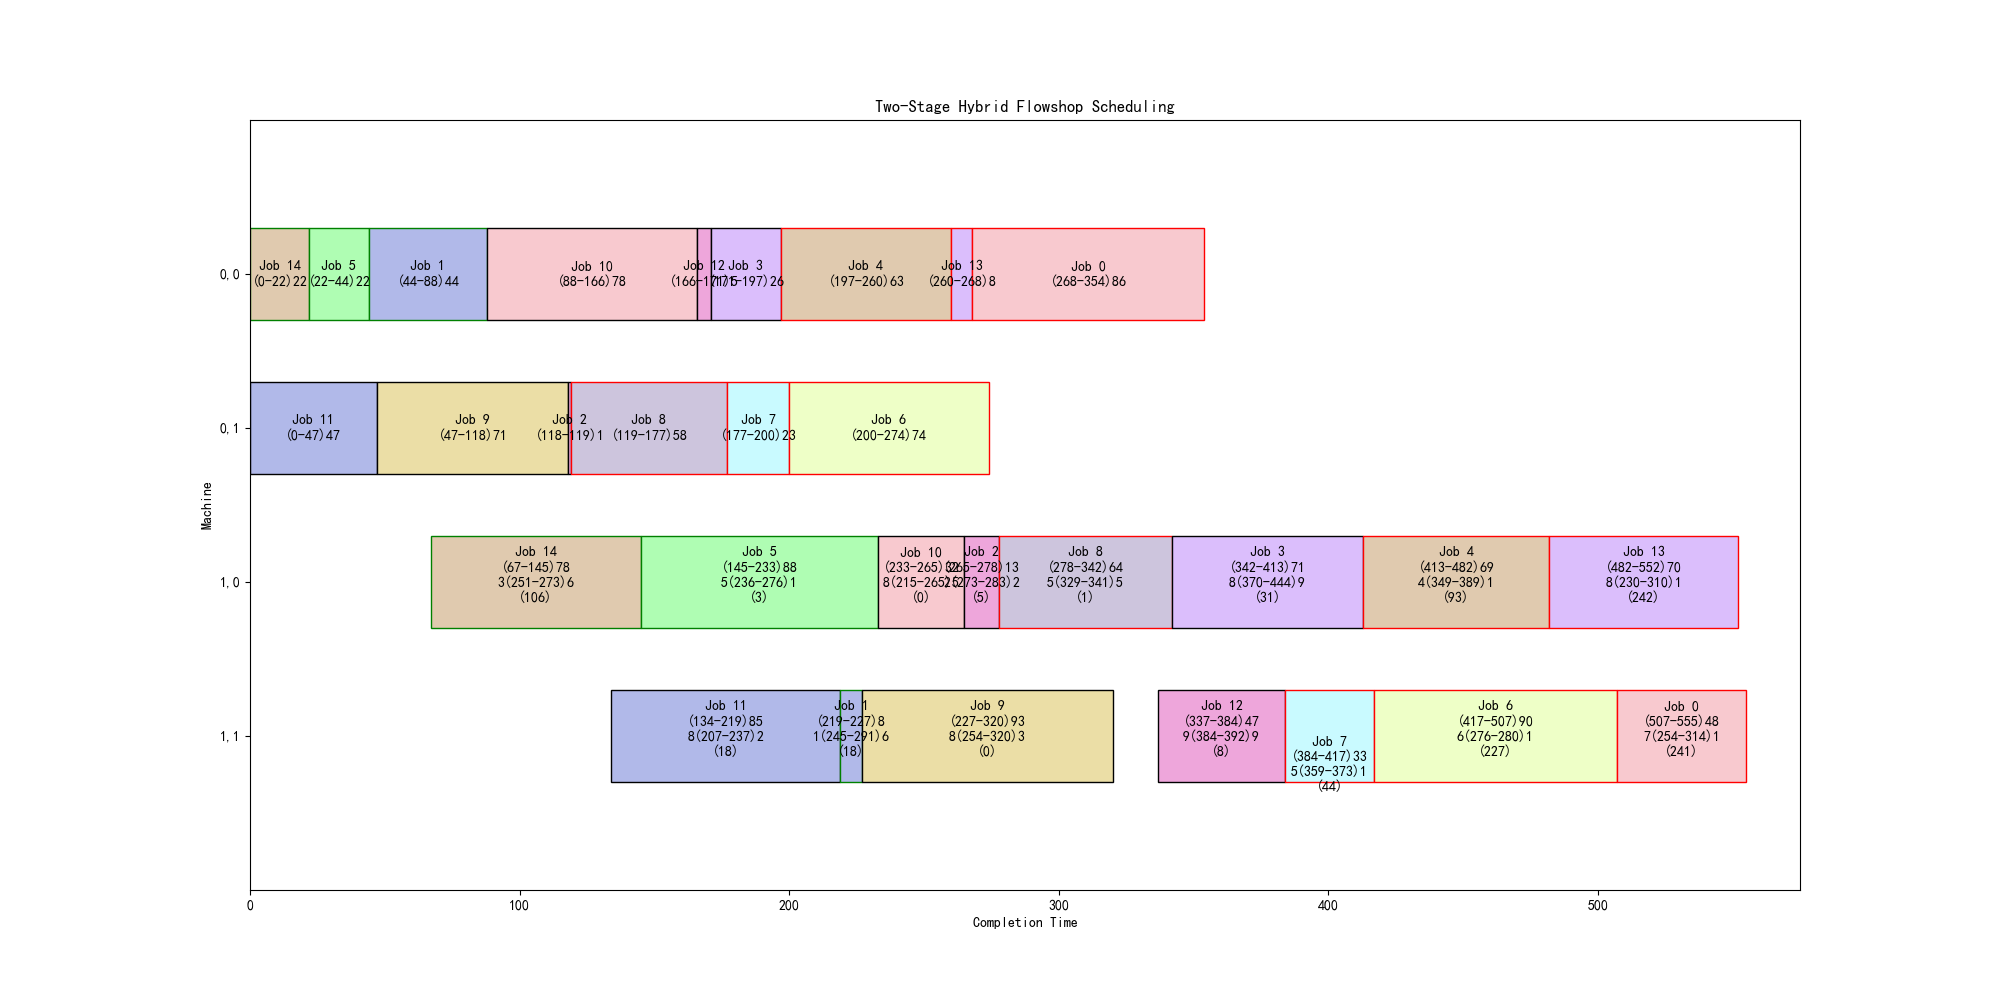 Two-Stage Hybrid Flowshop Scheduling
Machine
0,0
Job 14
(0-22)22
Job 5
(22-44)22
Job 1
(44-88)44
Job 10
(88-166)78
Job 12
(166-171)5
Job 3
(171-197)26
Job 4
(197-260)63
Job 13
(260-268)8
Job 0
(268-354)86
0,1
Job 11
(0-47)47
Job 9
(47-118)71
Job 2
(118-119)1
Job 8
(119-177)58
Job 7
(177-200)23
Job 6
(200-274)74
1,0
Job 14
(67-145)78
3(251-273)6
(106)
Job 5
(145-233)88
5(236-276)1
(3)
Job 10
(233-265)32
(0)
Job 2
(265-278)13
(5)
Job 8
(278-342)64
5(329-341)5
(1)
Job 3
(342-413)71
8(370-444)9
(31)
Job 4
(413-482)69
4(349-389)1
(93)
Job 13
(482-552)70
8(230-310)1
(242)
1,1
Job 11
(134-219)85
8(207-237)2
(18)
Job 1
(219-227)8
1(245-291)6
(18)
Job 9
(227-320)93
8(254-320)3
(0)
Job 12
(337-384)47
9(384-392)9
(8)
Job 7
(384-417)33
5(359-373)1
(44)
Job 6
(417-507)90
6(276-280)1
(227)
Job 0
(507-555)48
7(254-314)1
(241)
0
100
200
300
400
500
Completion Time